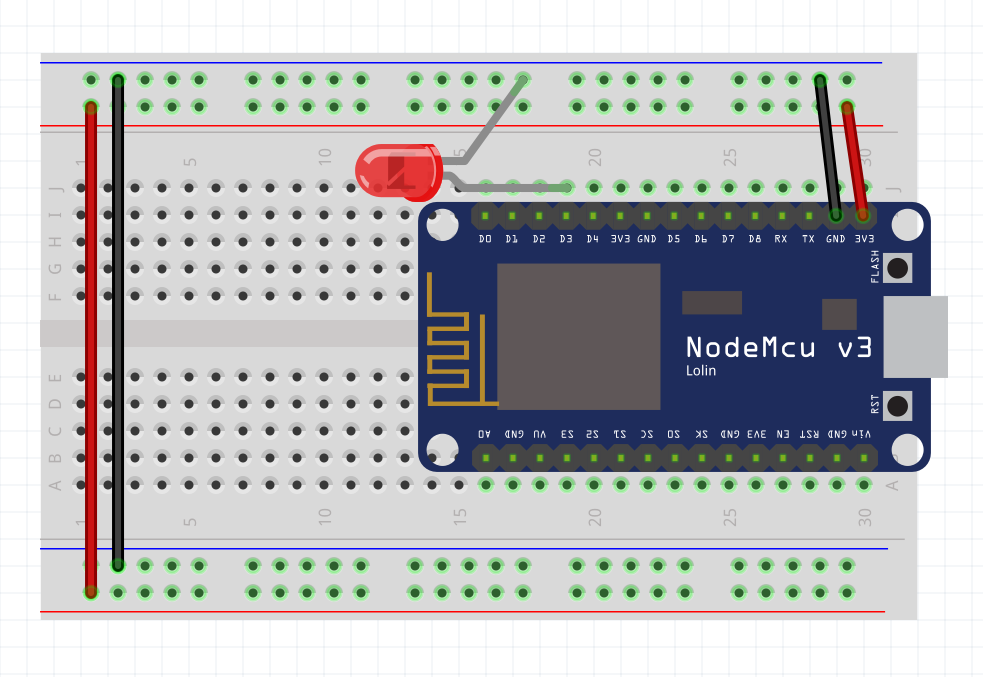 1 5 10 15 20 25 30
J J
I
H
G
F
D0 D1 D2 D3 D4 3V3 GND D5 D6 D7 D8 RX TX GND 3V3
FLASH
NodeMcu v3
Lolin
RST
E
D
C
B
A A
A0 GND VU S3 S2 S1 SC S0 SK GND 3V3 EN RST GND Vin
1 5 10 15 20 25 30